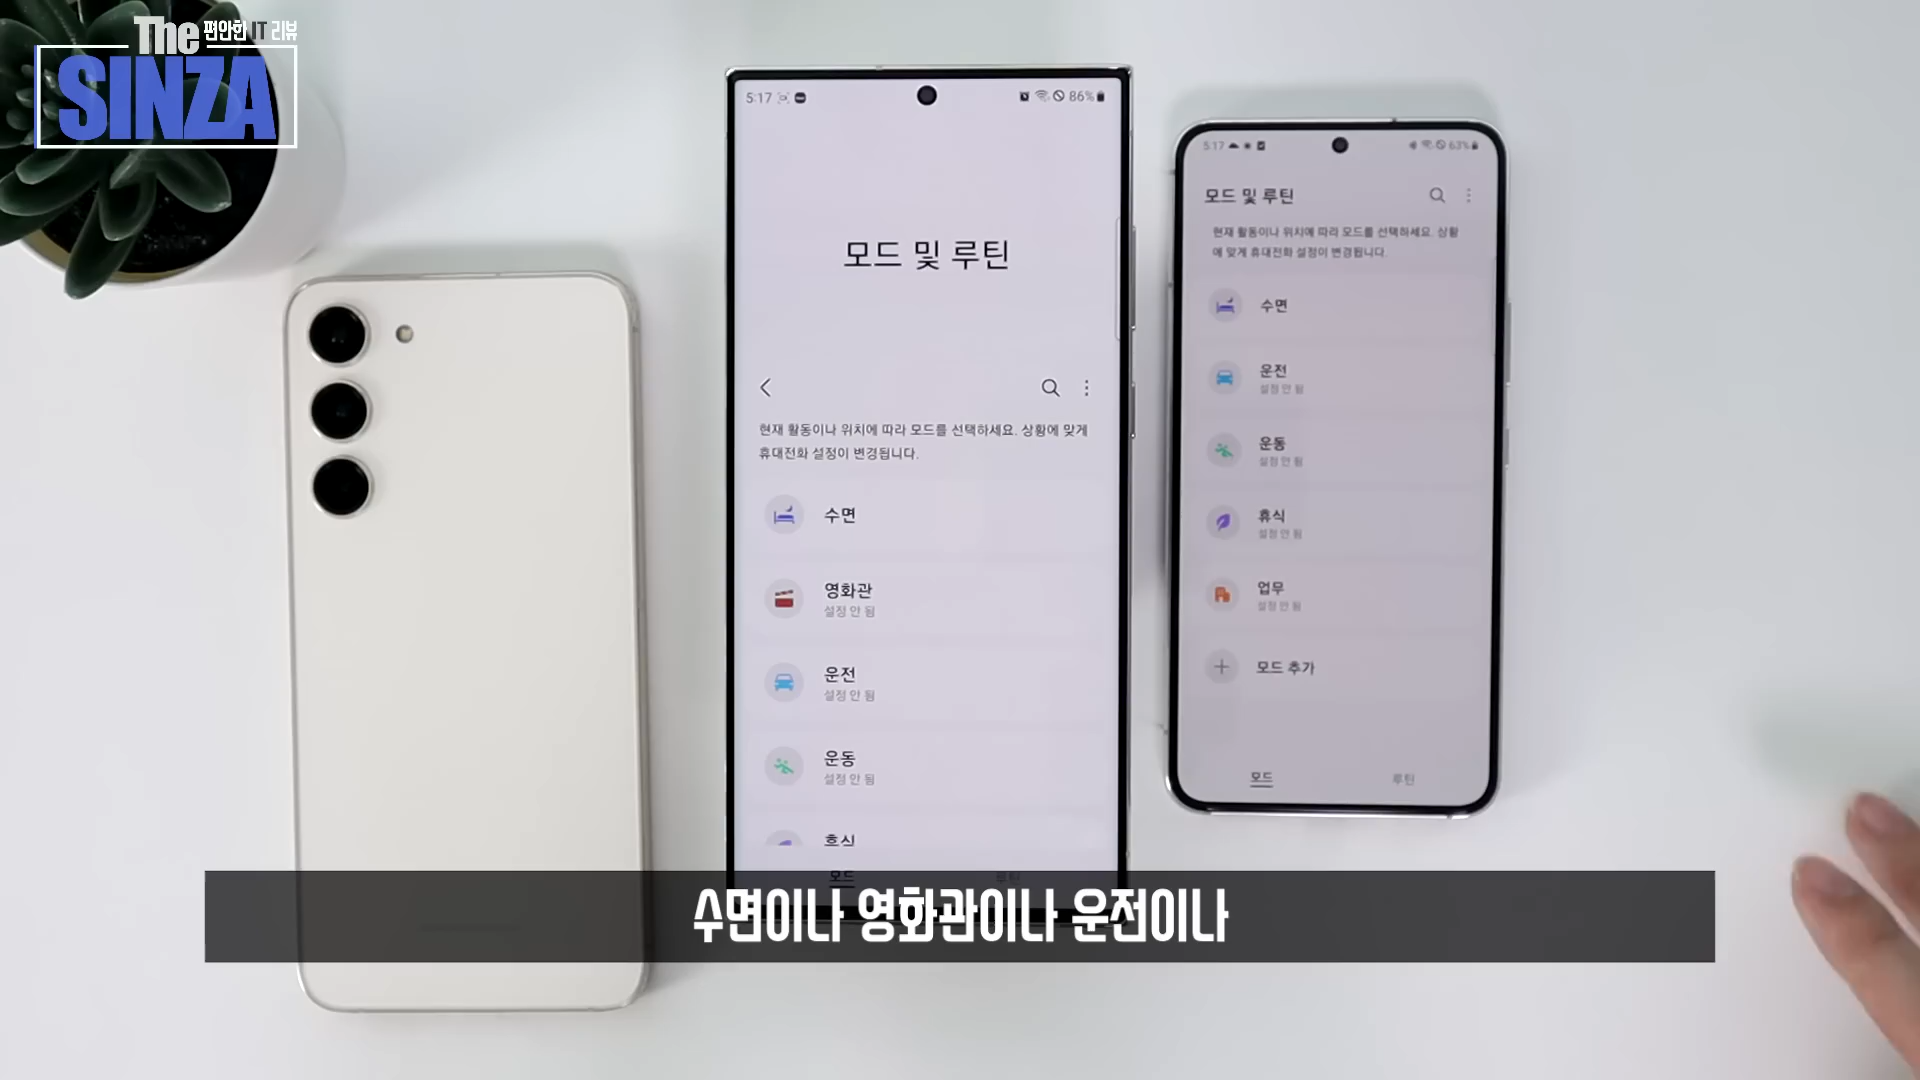 The 편안한 IT 리뷰
SINZA
5:17
86%
모드 및 루틴
현재 활동이나 위치에 따라 모드를 선택하세요. 상황에 맞게
휴대전화 설정이 변경됩니다.
수면
영화관
설정 안 됨
운전
설정 안 됨
운동
설정 안 됨
휴식
모드
루틴
5:17
63%
모드 및 루틴
현재 활동이나 위치에 따라 모드를 선택하세요. 상황
에 맞게 휴대전화 설정이 변경됩니다.
수면
운전
설정 안 됨
운동
설정 안 됨
휴식
설정 안 됨
업무
설정 안 됨
모드 추가
모드
루틴
수면이나 영화관이나 운전이나